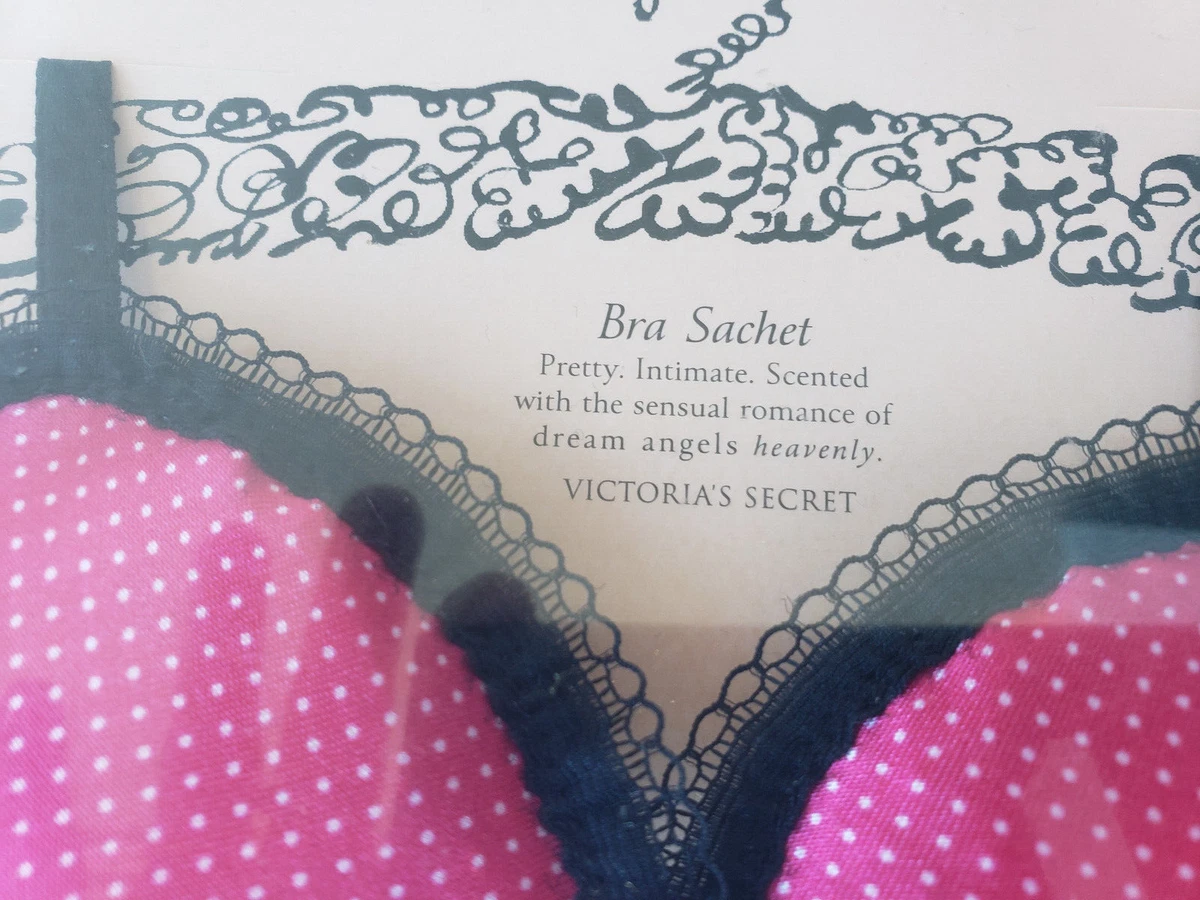 Bra Sachet
Pretty. Intimate. Scented
with the sensual romance of
dream angels heavenly.
VICTORIA'S SECRET